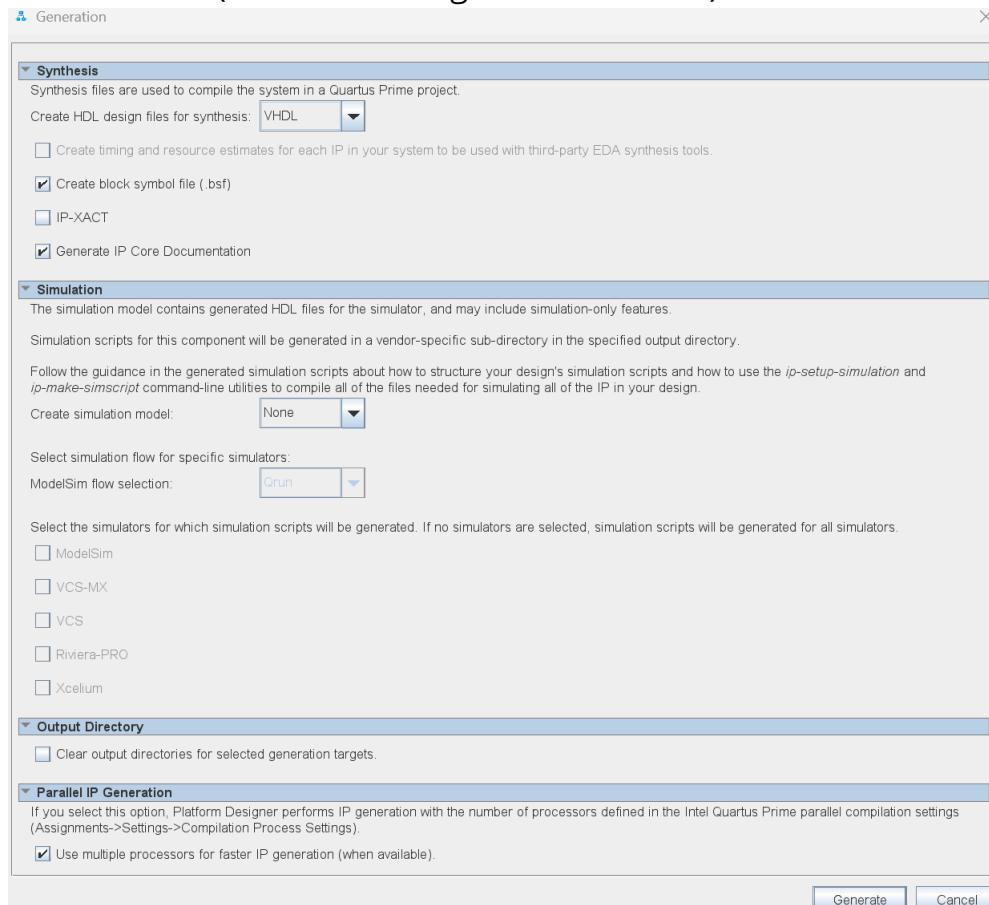 Generation
Synthesis
Synthesis files are used to compile the system in a Quartus Prime project.
Create HDL design files for synthesis: VHDL
Create timing and resource estimates for each IP in your system to be used with third-party EDA synthesis tools.
Create block symbol file (.bsf)
IP-XACT
Generate IP Core Documentation
Simulation
The simulation model contains generated HDL files for the simulator, and may include simulation-only features.
Simulation scripts for this component will be generated in a vendor-specific sub-directory in the specified output directory.
Follow the guidance in the generated simulation scripts about how to structure your design's simulation scripts and how to use the ip-setup-simulation and
ip-make-simscript command-line utilities to compile all of the files needed for simulating all of the IP in your design.
Create simulation model: None
Select simulation flow for specific simulators:
ModelSim flow selection: Qrun
Select the simulators for which simulation scripts will be generated. If no simulators are selected, simulation scripts will be generated for all simulators.
ModelSim
VCS-MX
VCS
Riviera-PRO
Xcelium
Output Directory
Clear output directories for selected generation targets.
Parallel IP Generation
If you select this option, Platform Designer performs IP generation with the number of processors defined in the Intel Quartus Prime parallel compilation settings
(Assignments->Settings->Compilation Process Settings).
Use multiple processors for faster IP generation (when available).
Generate Cancel